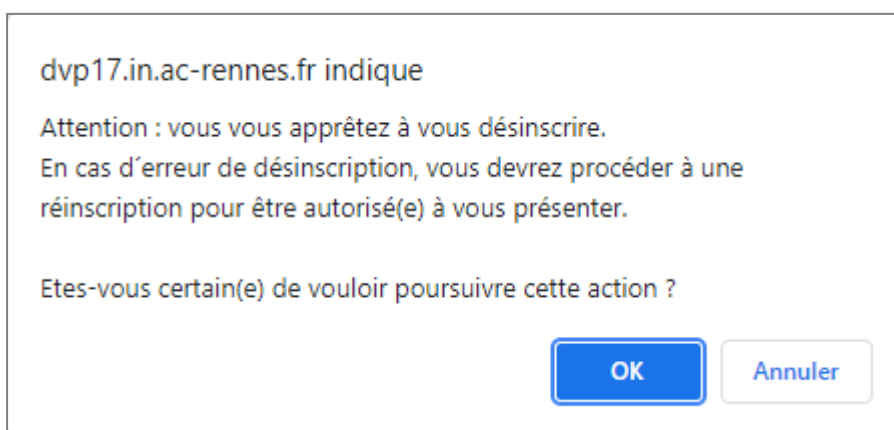 dvp17.in.ac-rennes.fr indique
Attention : vous vous apprêtez à vous désinscrire.
En cas d´erreur de désinscription, vous devrez procéder à une
réinscription pour être autorisé(e) à vous présenter.
Etes-vous certain(e) de vouloir poursuivre cette action ?
OK Annuler